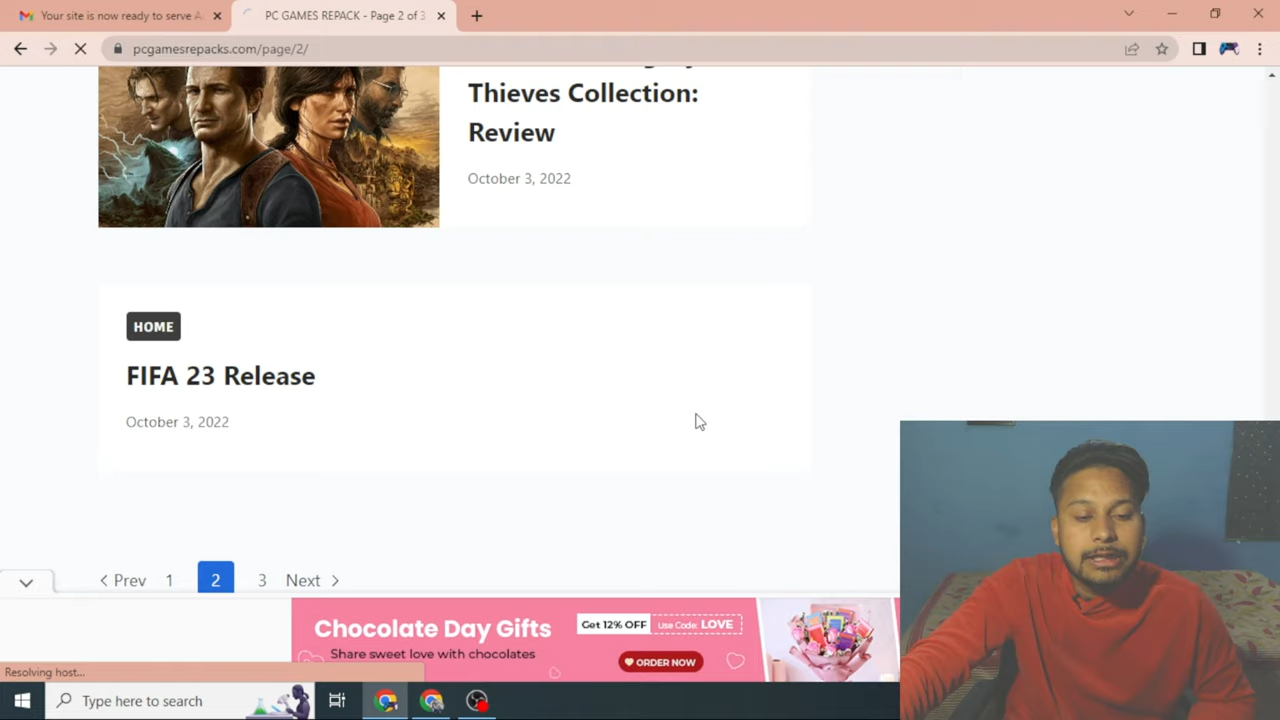 Your site is now ready to serve A
PC GAMES REPACK - Page 2 of 3
pcgamesrepacks.com/page/2/
Thieves Collection:
Review
October 3, 2022
HOME
FIFA 23 Release
October 3, 2022
Prev 1 2 3 Next
Chocolate Day Gifts
Share sweet love with chocolates
Get 12% OFF Use Code: LOVE
ORDER NOW
Resolving host...
Type here to search